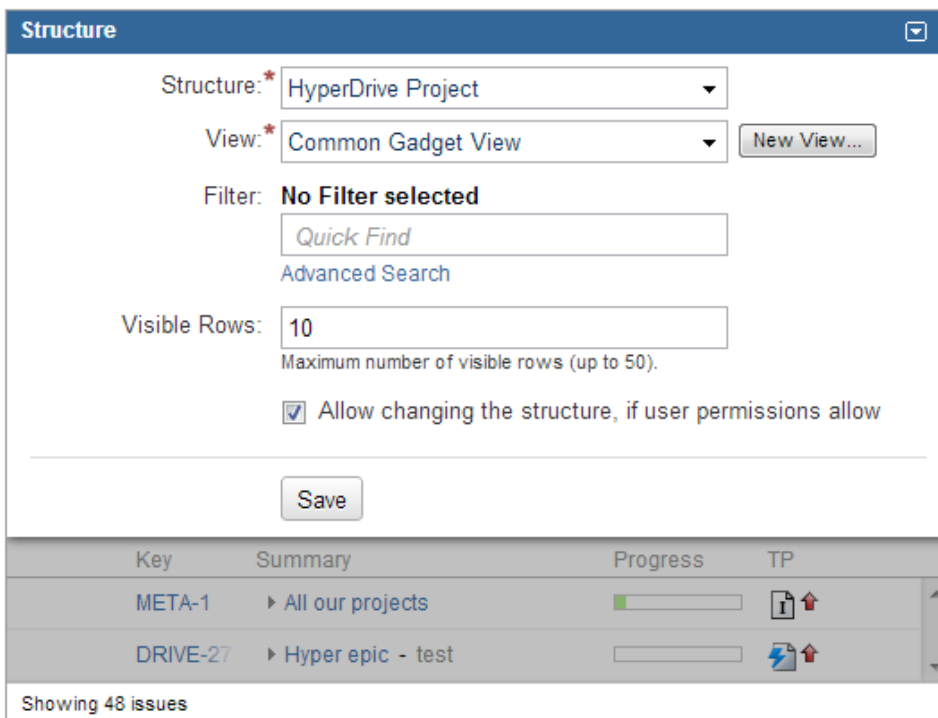 Structure
Structure:* HyperDrive Project
View:* Common Gadget View New View...
Filter: No Filter selected
Quick Find
Advanced Search
Visible Rows: 10
Maximum number of visible rows (up to 50).
Allow changing the structure, if user permissions allow
Save
Key Summary Progress TP
META-1 All our projects I
DRIVE-27 Hyper epic - test
Showing 48 issues